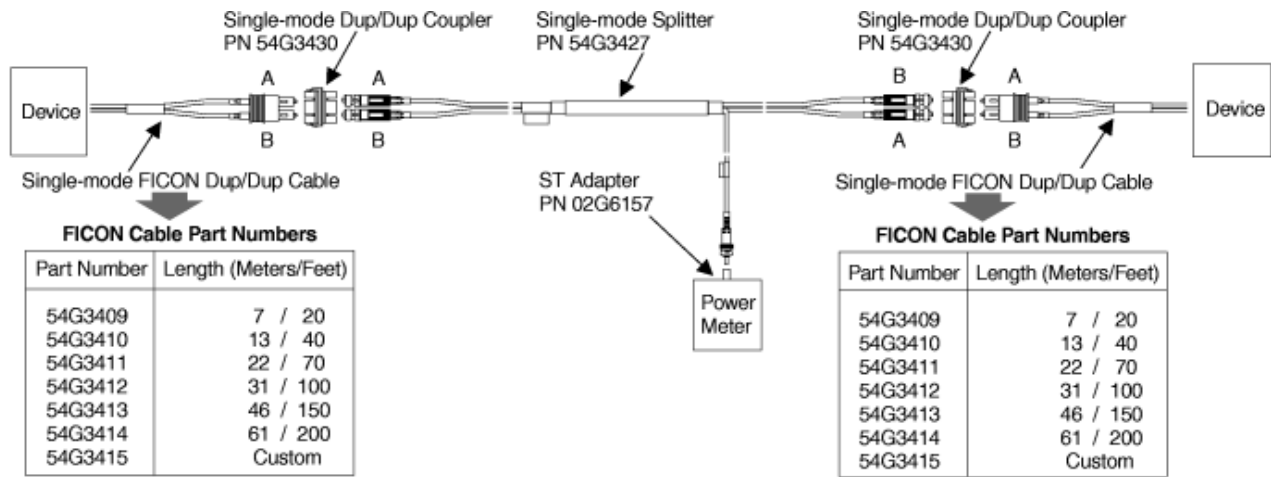 Single-mode Dup/Dup Coupler
PN 54G3430
Single-mode Splitter
PN 54G3427
Single-mode Dup/Dup Coupler
PN 54G3430
Device
A
B
A
B
B
A
A
B
Device
Single-mode FICON Dup/Dup Cable
ST Adapter
PN 02G6157
Single-mode FICON Dup/Dup Cable
Power
Meter
FICON Cable Part Numbers
Part Number Length (Meters/Feet)
54G3409 7 / 20
54G3410 13 / 40
54G3411 22 / 70
54G3412 31 / 100
54G3413 46 / 150
54G3414 61 / 200
54G3415 Custom
FICON Cable Part Numbers
Part Number Length (Meters/Feet)
54G3409 7 / 20
54G3410 13 / 40
54G3411 22 / 70
54G3412 31 / 100
54G3413 46 / 150
54G3414 61 / 200
54G3415 Custom